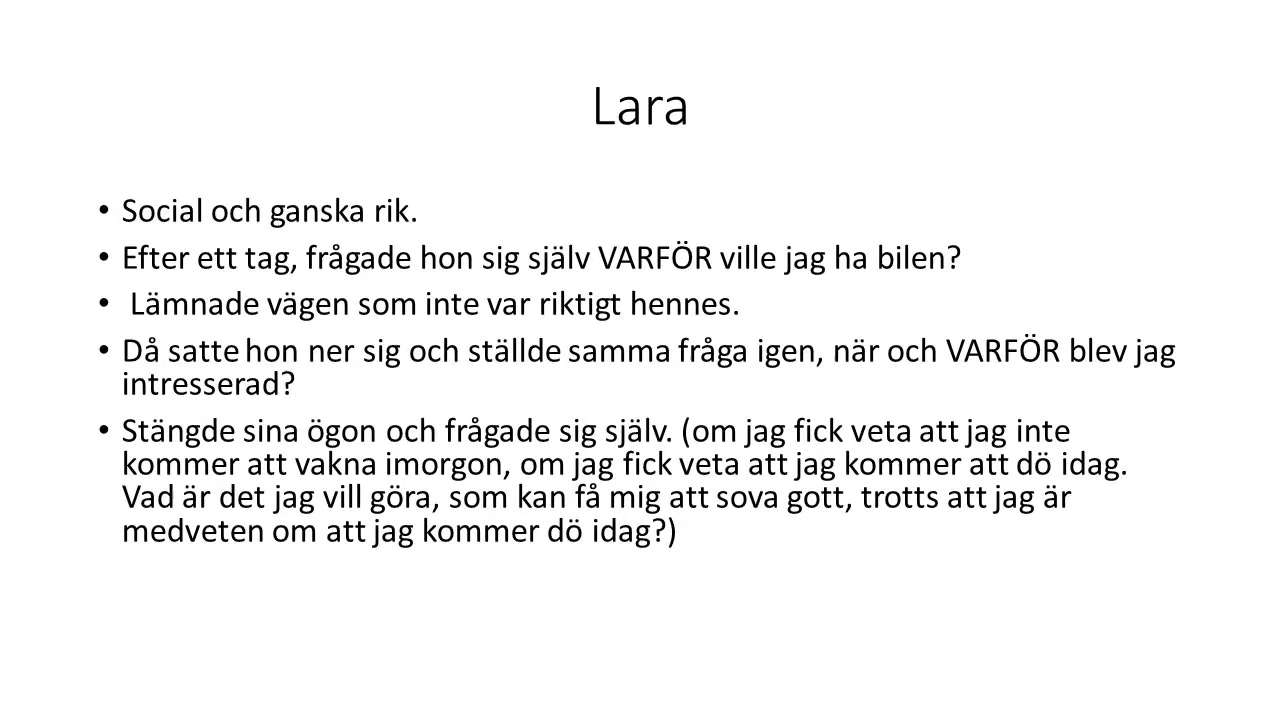 Lara
• Social och ganska rik.
• Efter ett tag, frågade hon sig själv VARFÖR ville jag ha bilen?
• Lämnade vägen som inte var riktigt hennes.
• Då satte hon ner sig och ställde samma fråga igen, när och VARFÖR blev jag
intresserad?
• Stängde sina ögon och frågade sig själv. (om jag fick veta att jag inte
kommer att vakna imorgon, om jag fick veta att jag kommer att dö idag.
Vad är det jag vill göra, som kan få mig att sova gott, trotts att jag är
medveten om att jag kommer dö idag?)